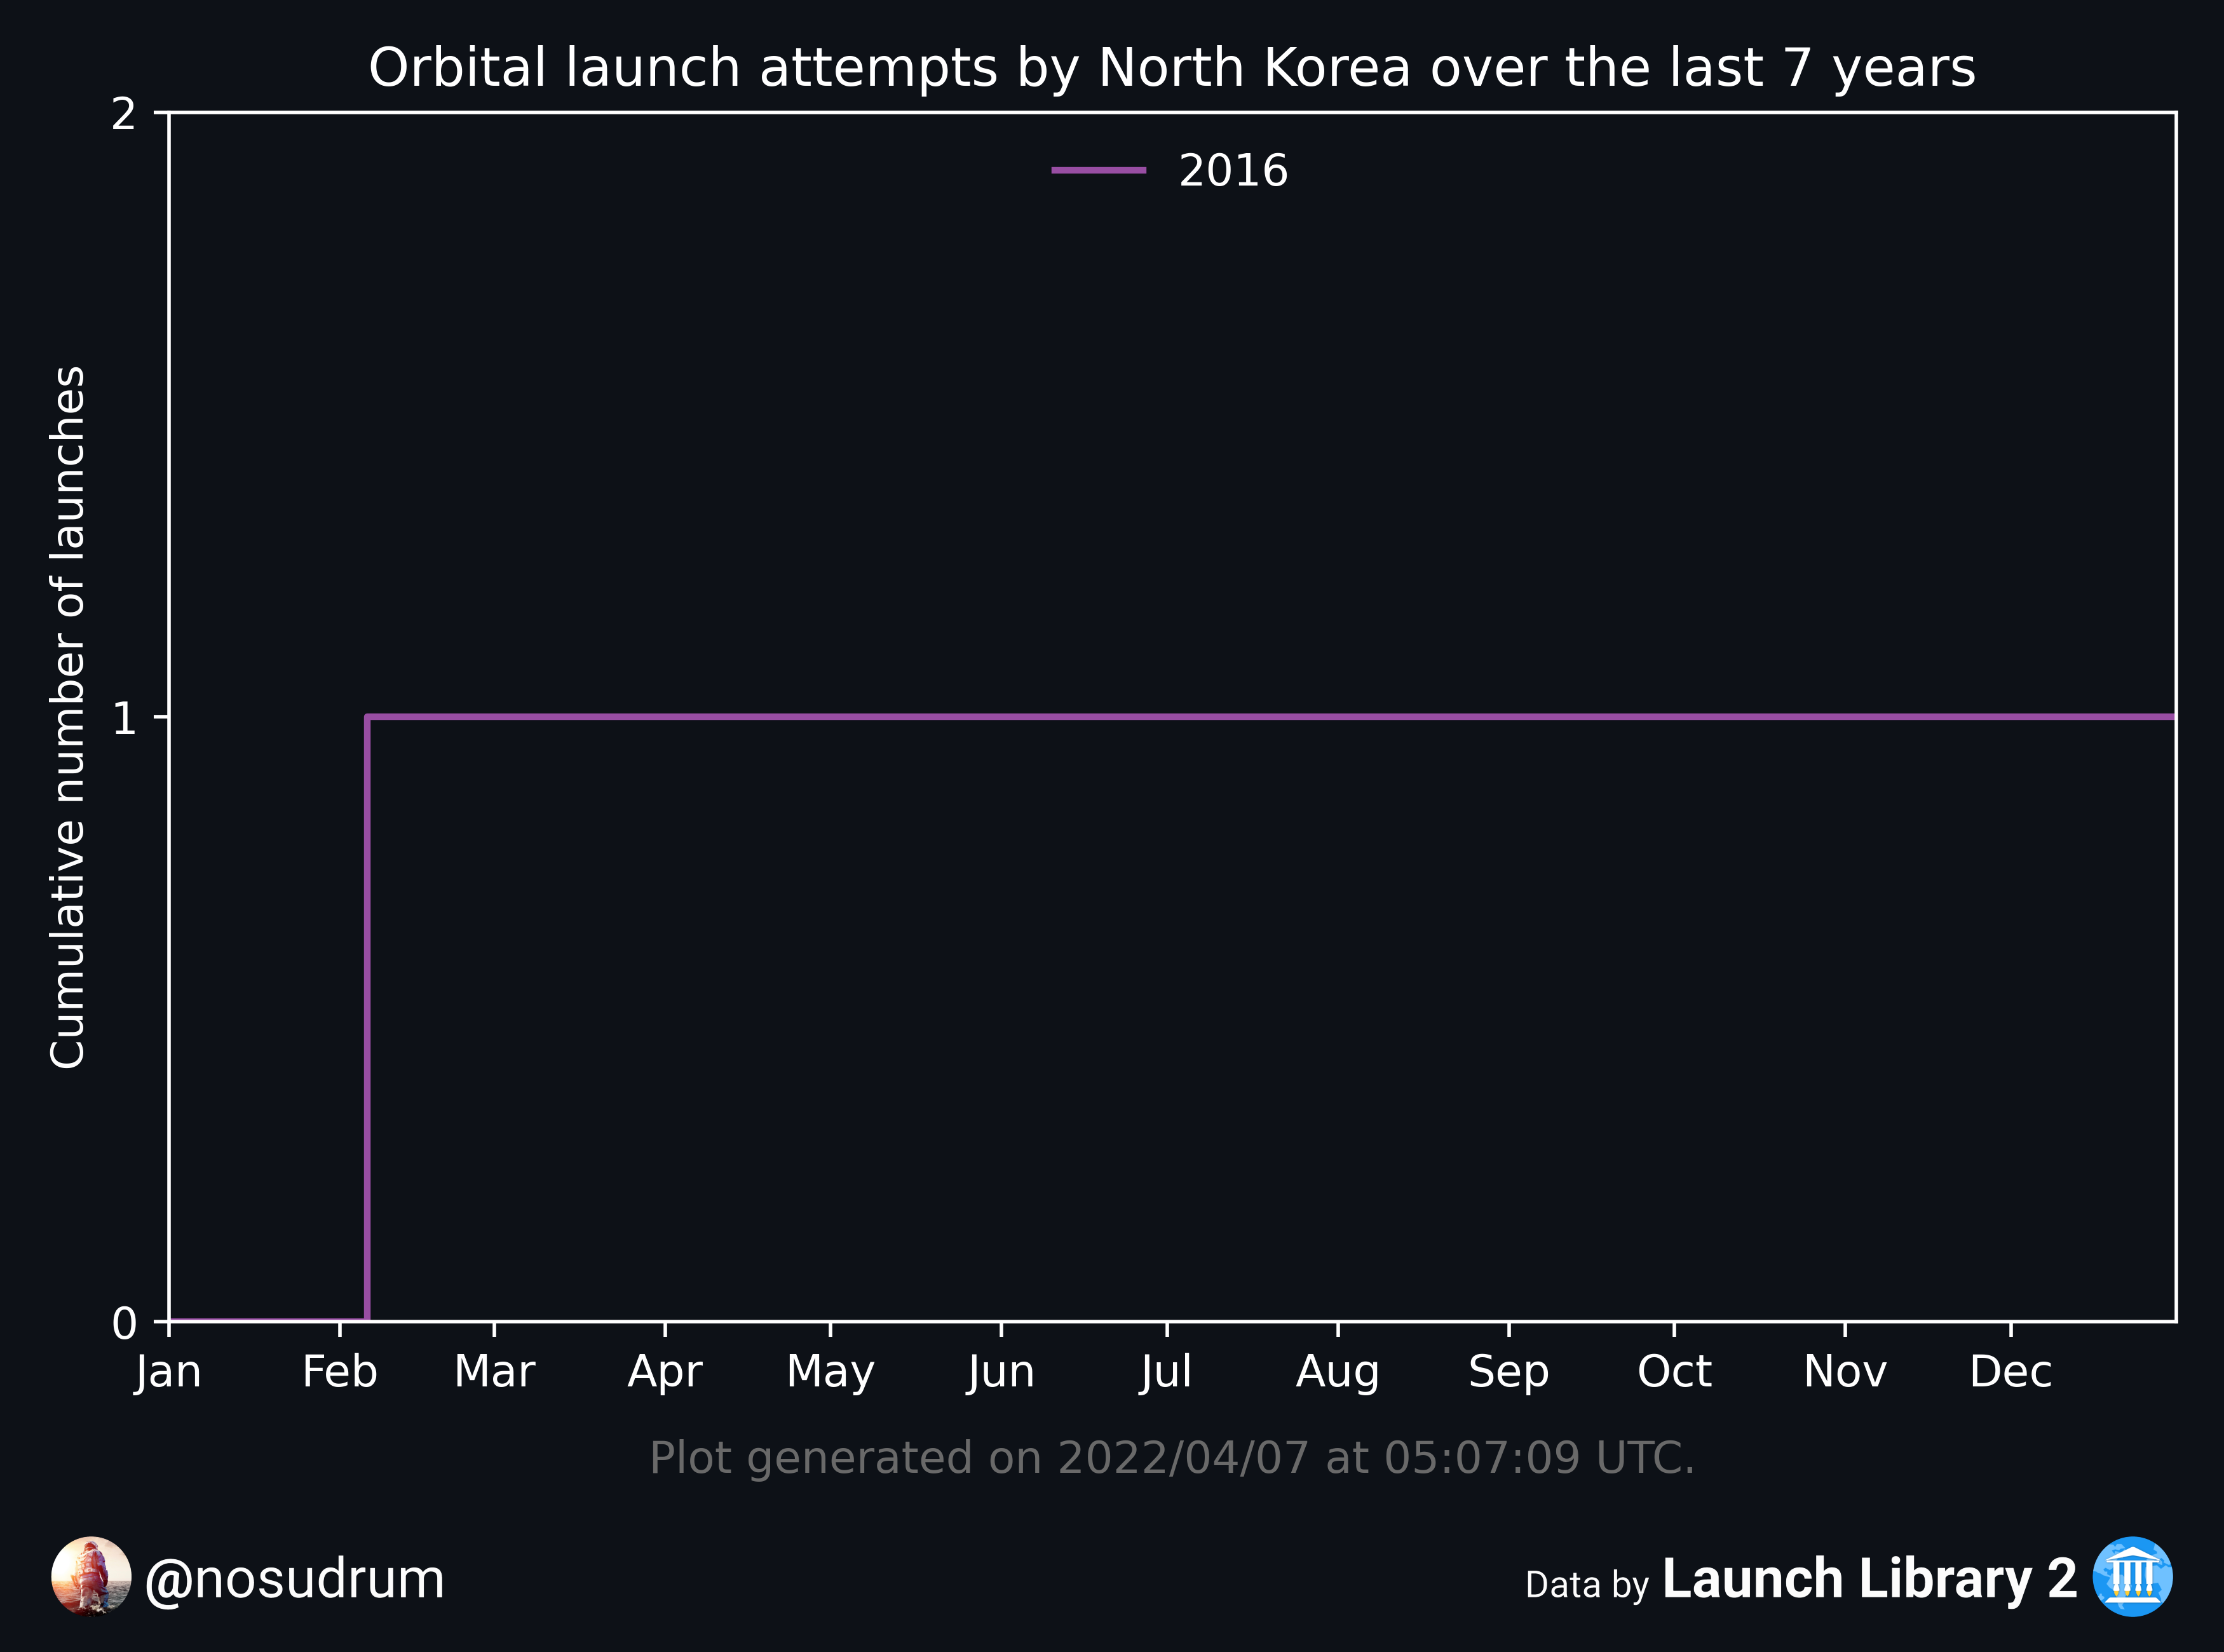 Orbital launch attempts by North Korea over the last 7 years
2016
2
1
0
Cumulative number of launches
Jan Feb Mar Apr May Jun Jul Aug Sep Oct Nov Dec
Plot generated on 2022/04/07 at 05:07:09 UTC.
@nosudrum
Data by Launch Library 2